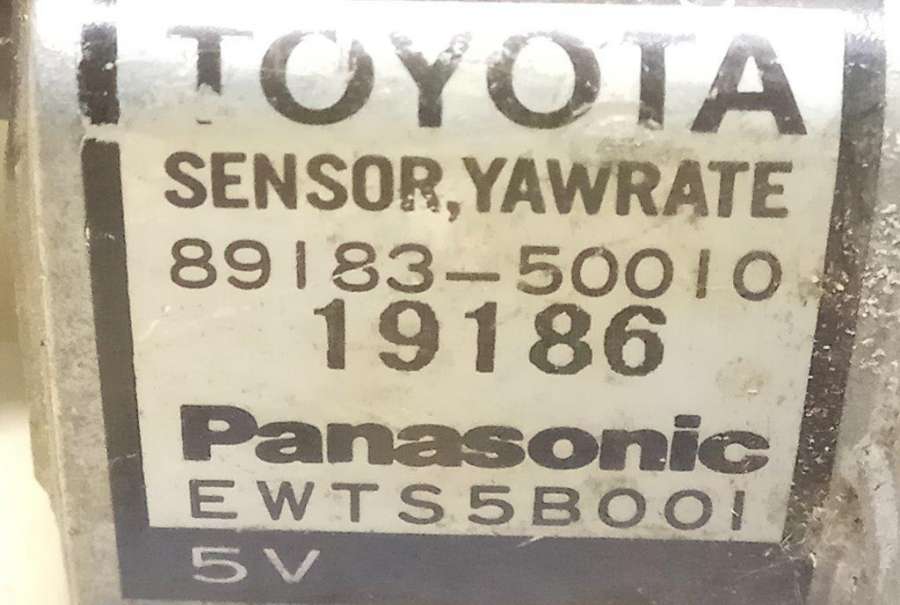 TOYOTA
SENSOR,YAWRATE
89183-50010
19186
Panasonic
EWTS5B001
5V